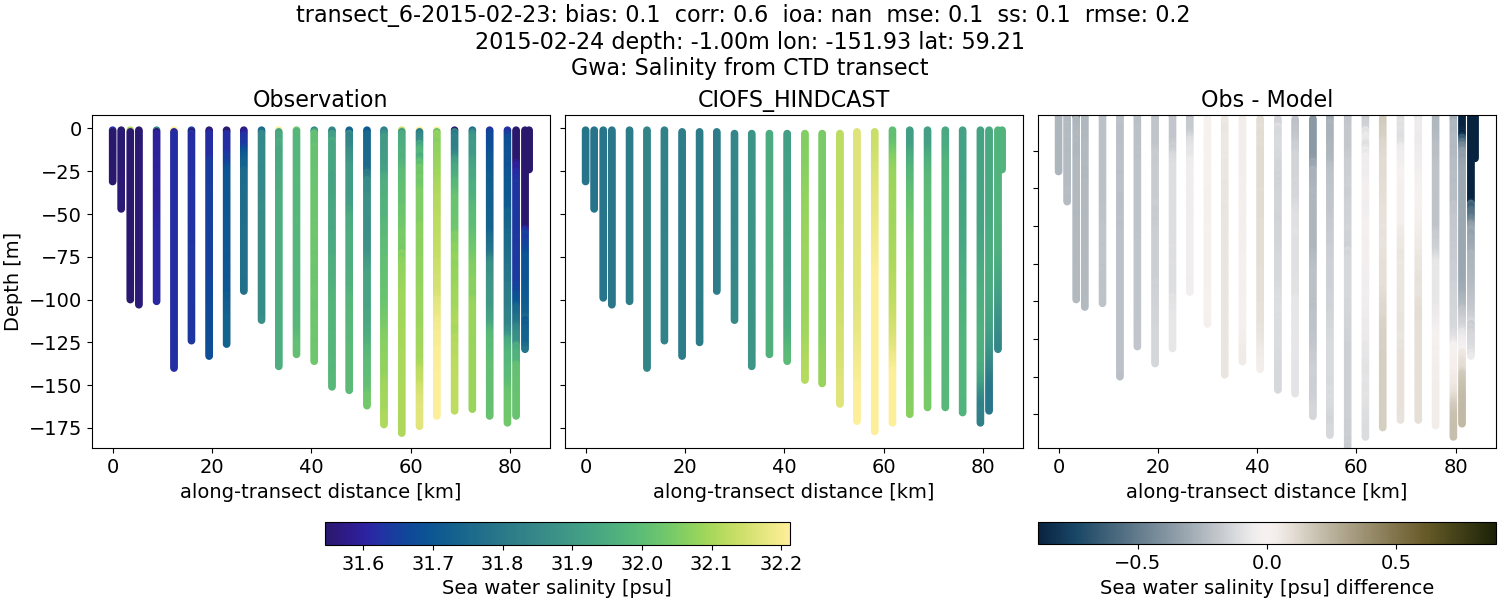 transect_6-2015-02-23: bias: 0.1  corr: 0.6  ioa: nan  mse: 0.1  ss: 0.1  rmse: 0.2
2015-02-24 depth: -1.00m lon: -151.93 lat: 59.21
Gwa: Salinity from CTD transect
Observation
CIOFS_HINDCAST
Obs - Model
Depth [m]
0
−25
−50
−75
−100
−125
−150
−175
0 20 40 60 80
0 20 40 60 80
0 20 40 60 80
along-transect distance [km]
along-transect distance [km]
along-transect distance [km]
31.6 31.7 31.8 31.9 32.0 32.1 32.2
Sea water salinity [psu]
−0.5 0.0 0.5
Sea water salinity [psu] difference